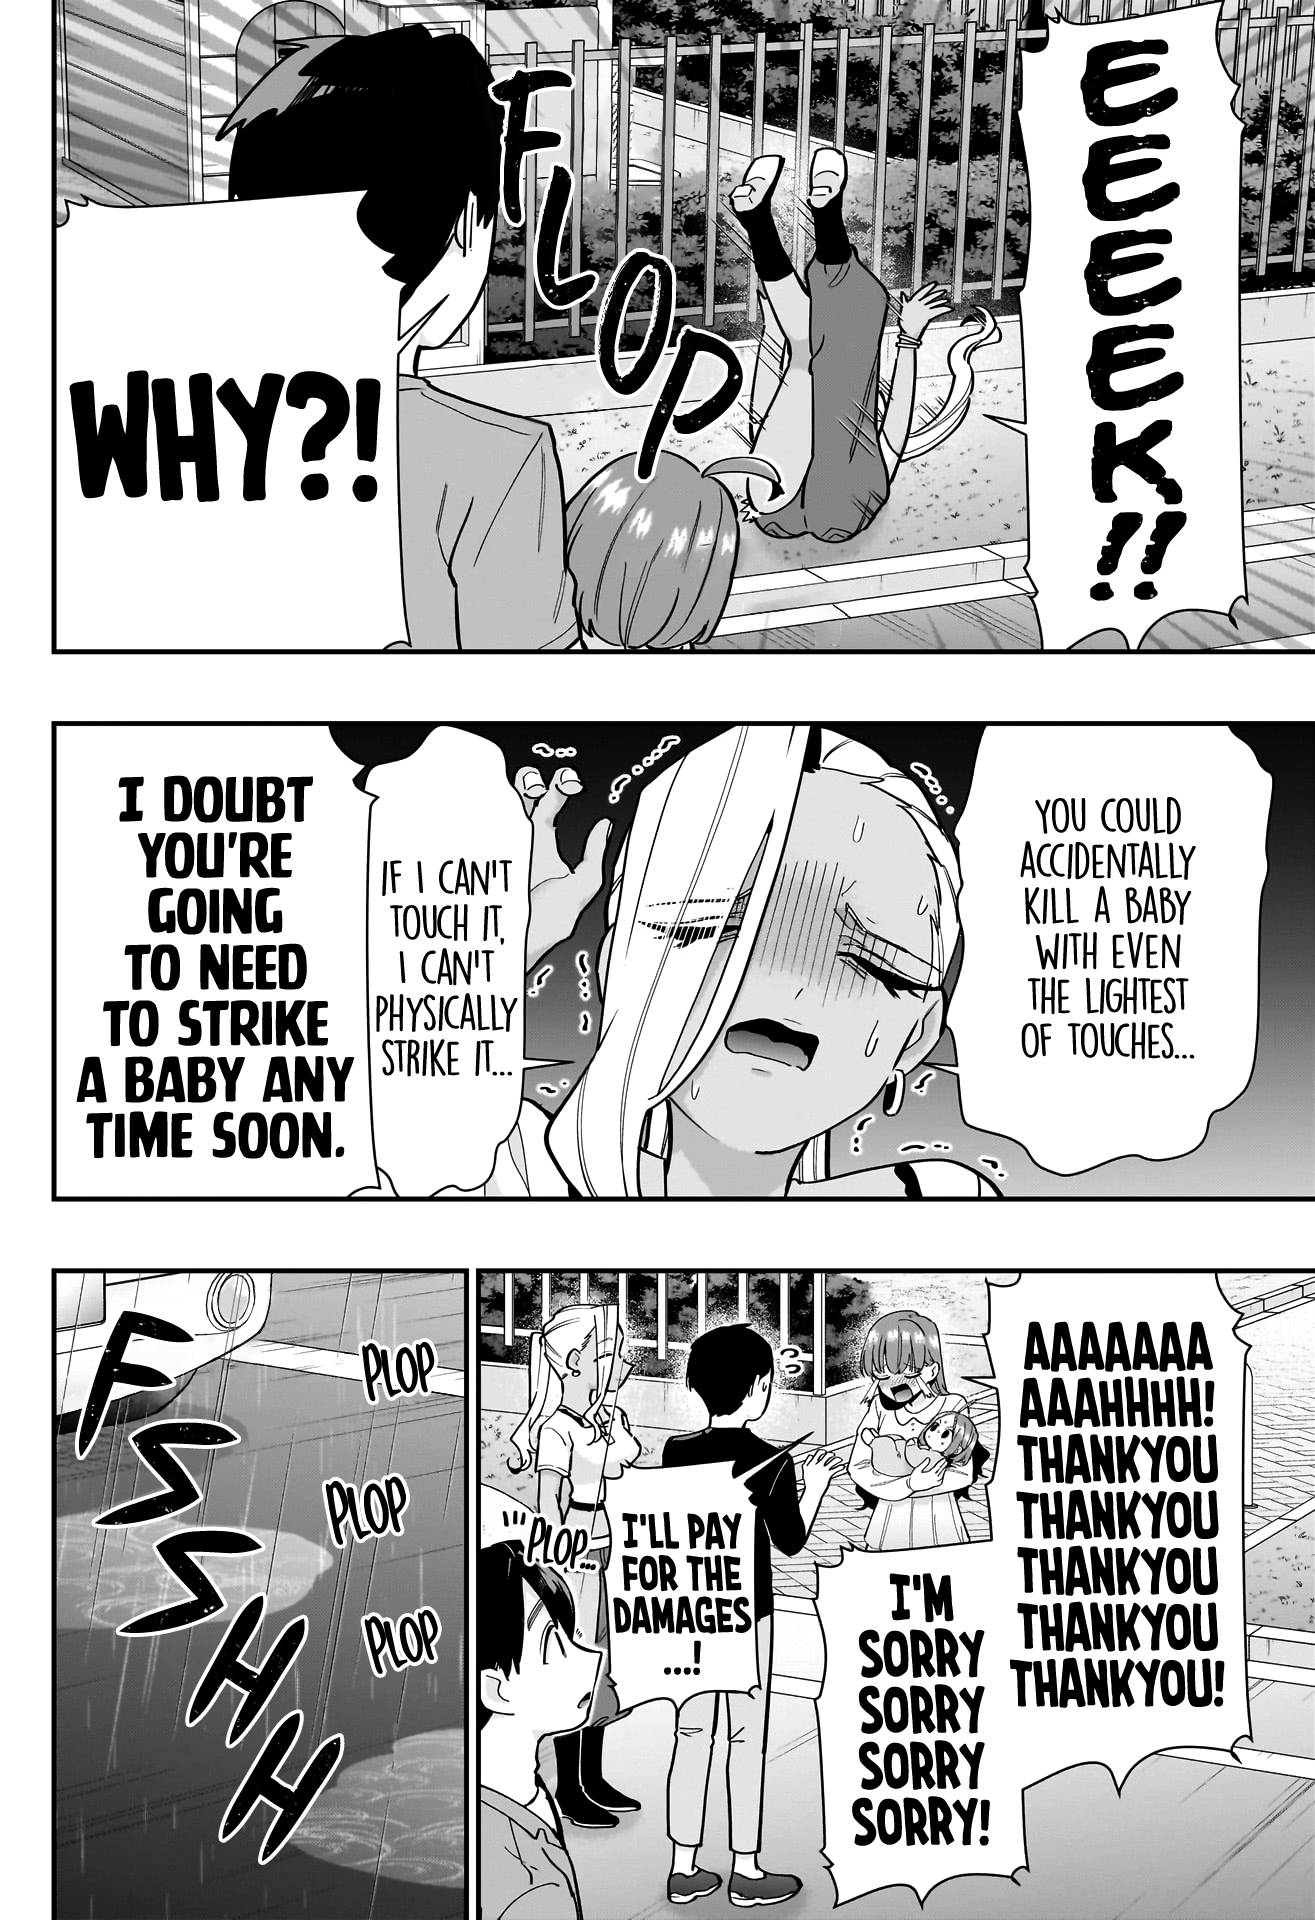 EEEEEK!!
FLOP
WHY?!
YOU COULD
ACCIDENTALLY
KILL A BABY
WITH EVEN
THE LIGHTEST
OF TOUCHES...
IF I CAN'T
TOUCH IT,
I CAN'T
PHYSICALLY
STRIKE IT...
I DOUBT
YOU'RE
GOING
TO NEED
TO STRIKE
A BABY ANY
TIME SOON.
AAAAAAA
AAAHHHH!
THANKYOU
THANKYOU
THANKYOU
THANKYOU
THANKYOU!
I'M
SORRY
SORRY
SORRY
SORRY!
I'LL PAY
FOR THE
DAMAGES
...!
PLOP...
PLOP
PLOP
PLOP
FSSHHH